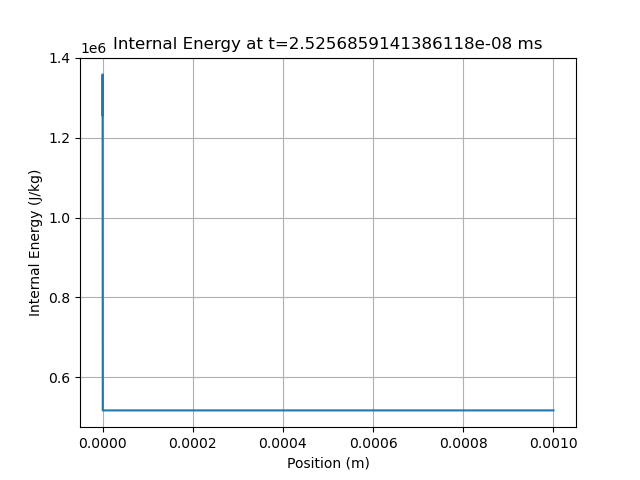 Internal Energy at t=2.5256859141386118e-08 ms
1e6
1.4
1.2
1.0
0.8
0.6
Internal Energy (J/kg)
0.0000 0.0002 0.0004 0.0006 0.0008 0.0010
Position (m)